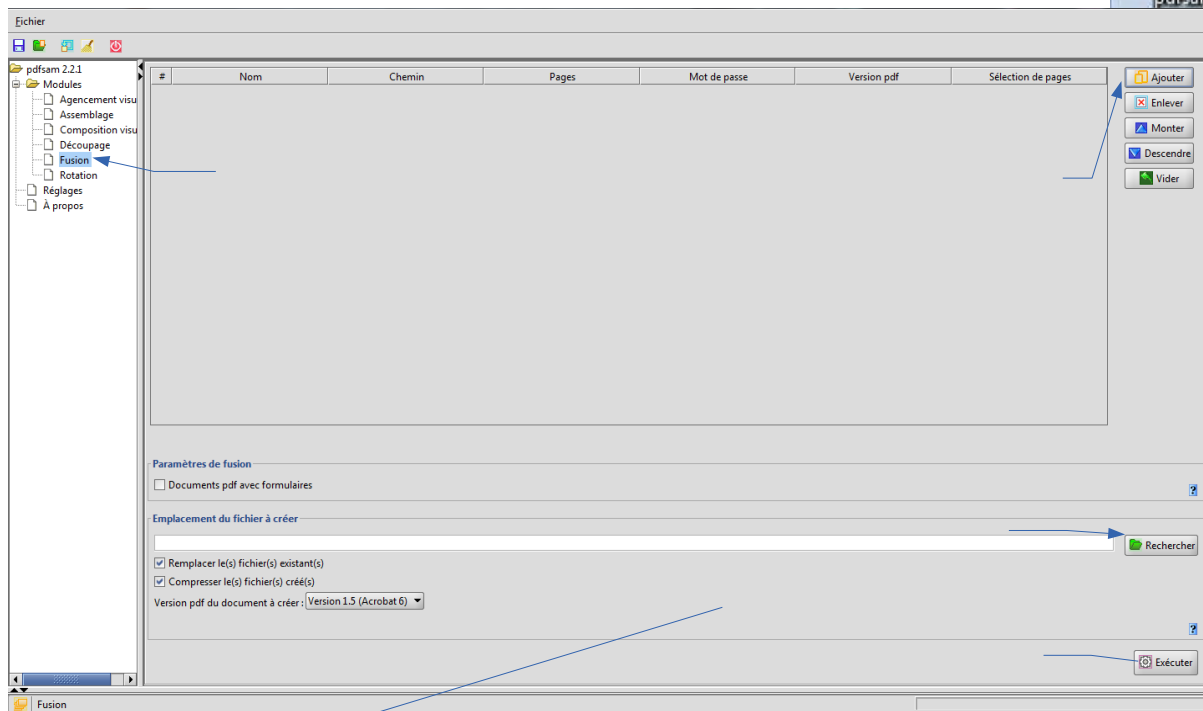 Fichier
pdfsam 2.2.1
Modules
Agencement visu
Assemblage
Composition visu
Découpage
Fusion
Rotation
Réglages
À propos
# Nom Chemin Pages Mot de passe Version pdf Sélection de pages
Ajouter
Enlever
Monter
Descendre
Vider
Paramètres de fusion
Documents pdf avec formulaires
?
Emplacement du fichier à créer
Rechercher
Remplacer le(s) fichier(s) existant(s)
Compresser le(s) fichier(s) créé(s)
Version pdf du document à créer : Version 1.5 (Acrobat 6)
?
Exécuter
Fusion